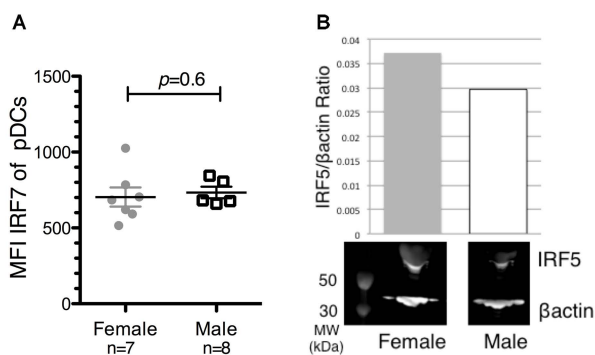 A
B
p=0.6
1500
1000
500
0
MFI IRF7 of pDCs
Female
Male
n=7
n=8
0.04
0.035
0.03
0.025
0.02
0.015
0.01
0.005
0
IRF5/βactin Ratio
IRF5
50
30
βactin
MW
(kDa)
Female
Male